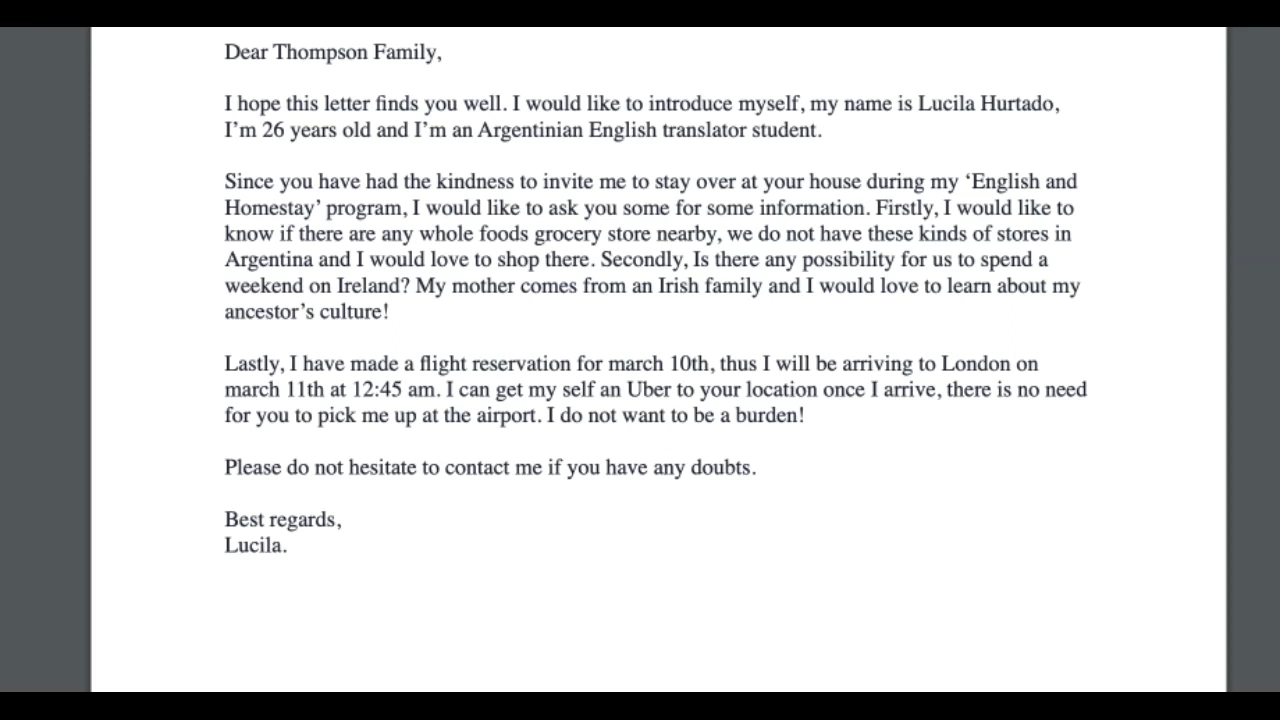 Dear Thompson Family,
I hope this letter finds you well. I would like to introduce myself, my name is Lucila Hurtado,
I’m 26 years old and I’m an Argentinian English translator student.
Since you have had the kindness to invite me to stay over at your house during my ‘English and
Homestay’ program, I would like to ask you some for some information. Firstly, I would like to
know if there are any whole foods grocery store nearby, we do not have these kinds of stores in
Argentina and I would love to shop there. Secondly, Is there any possibility for us to spend a
weekend on Ireland? My mother comes from an Irish family and I would love to learn about my
ancestor’s culture!
Lastly, I have made a flight reservation for march 10th, thus I will be arriving to London on
march 11th at 12:45 am. I can get my self an Uber to your location once I arrive, there is no need
for you to pick me up at the airport. I do not want to be a burden!
Please do not hesitate to contact me if you have any doubts.
Best regards,
Lucila.